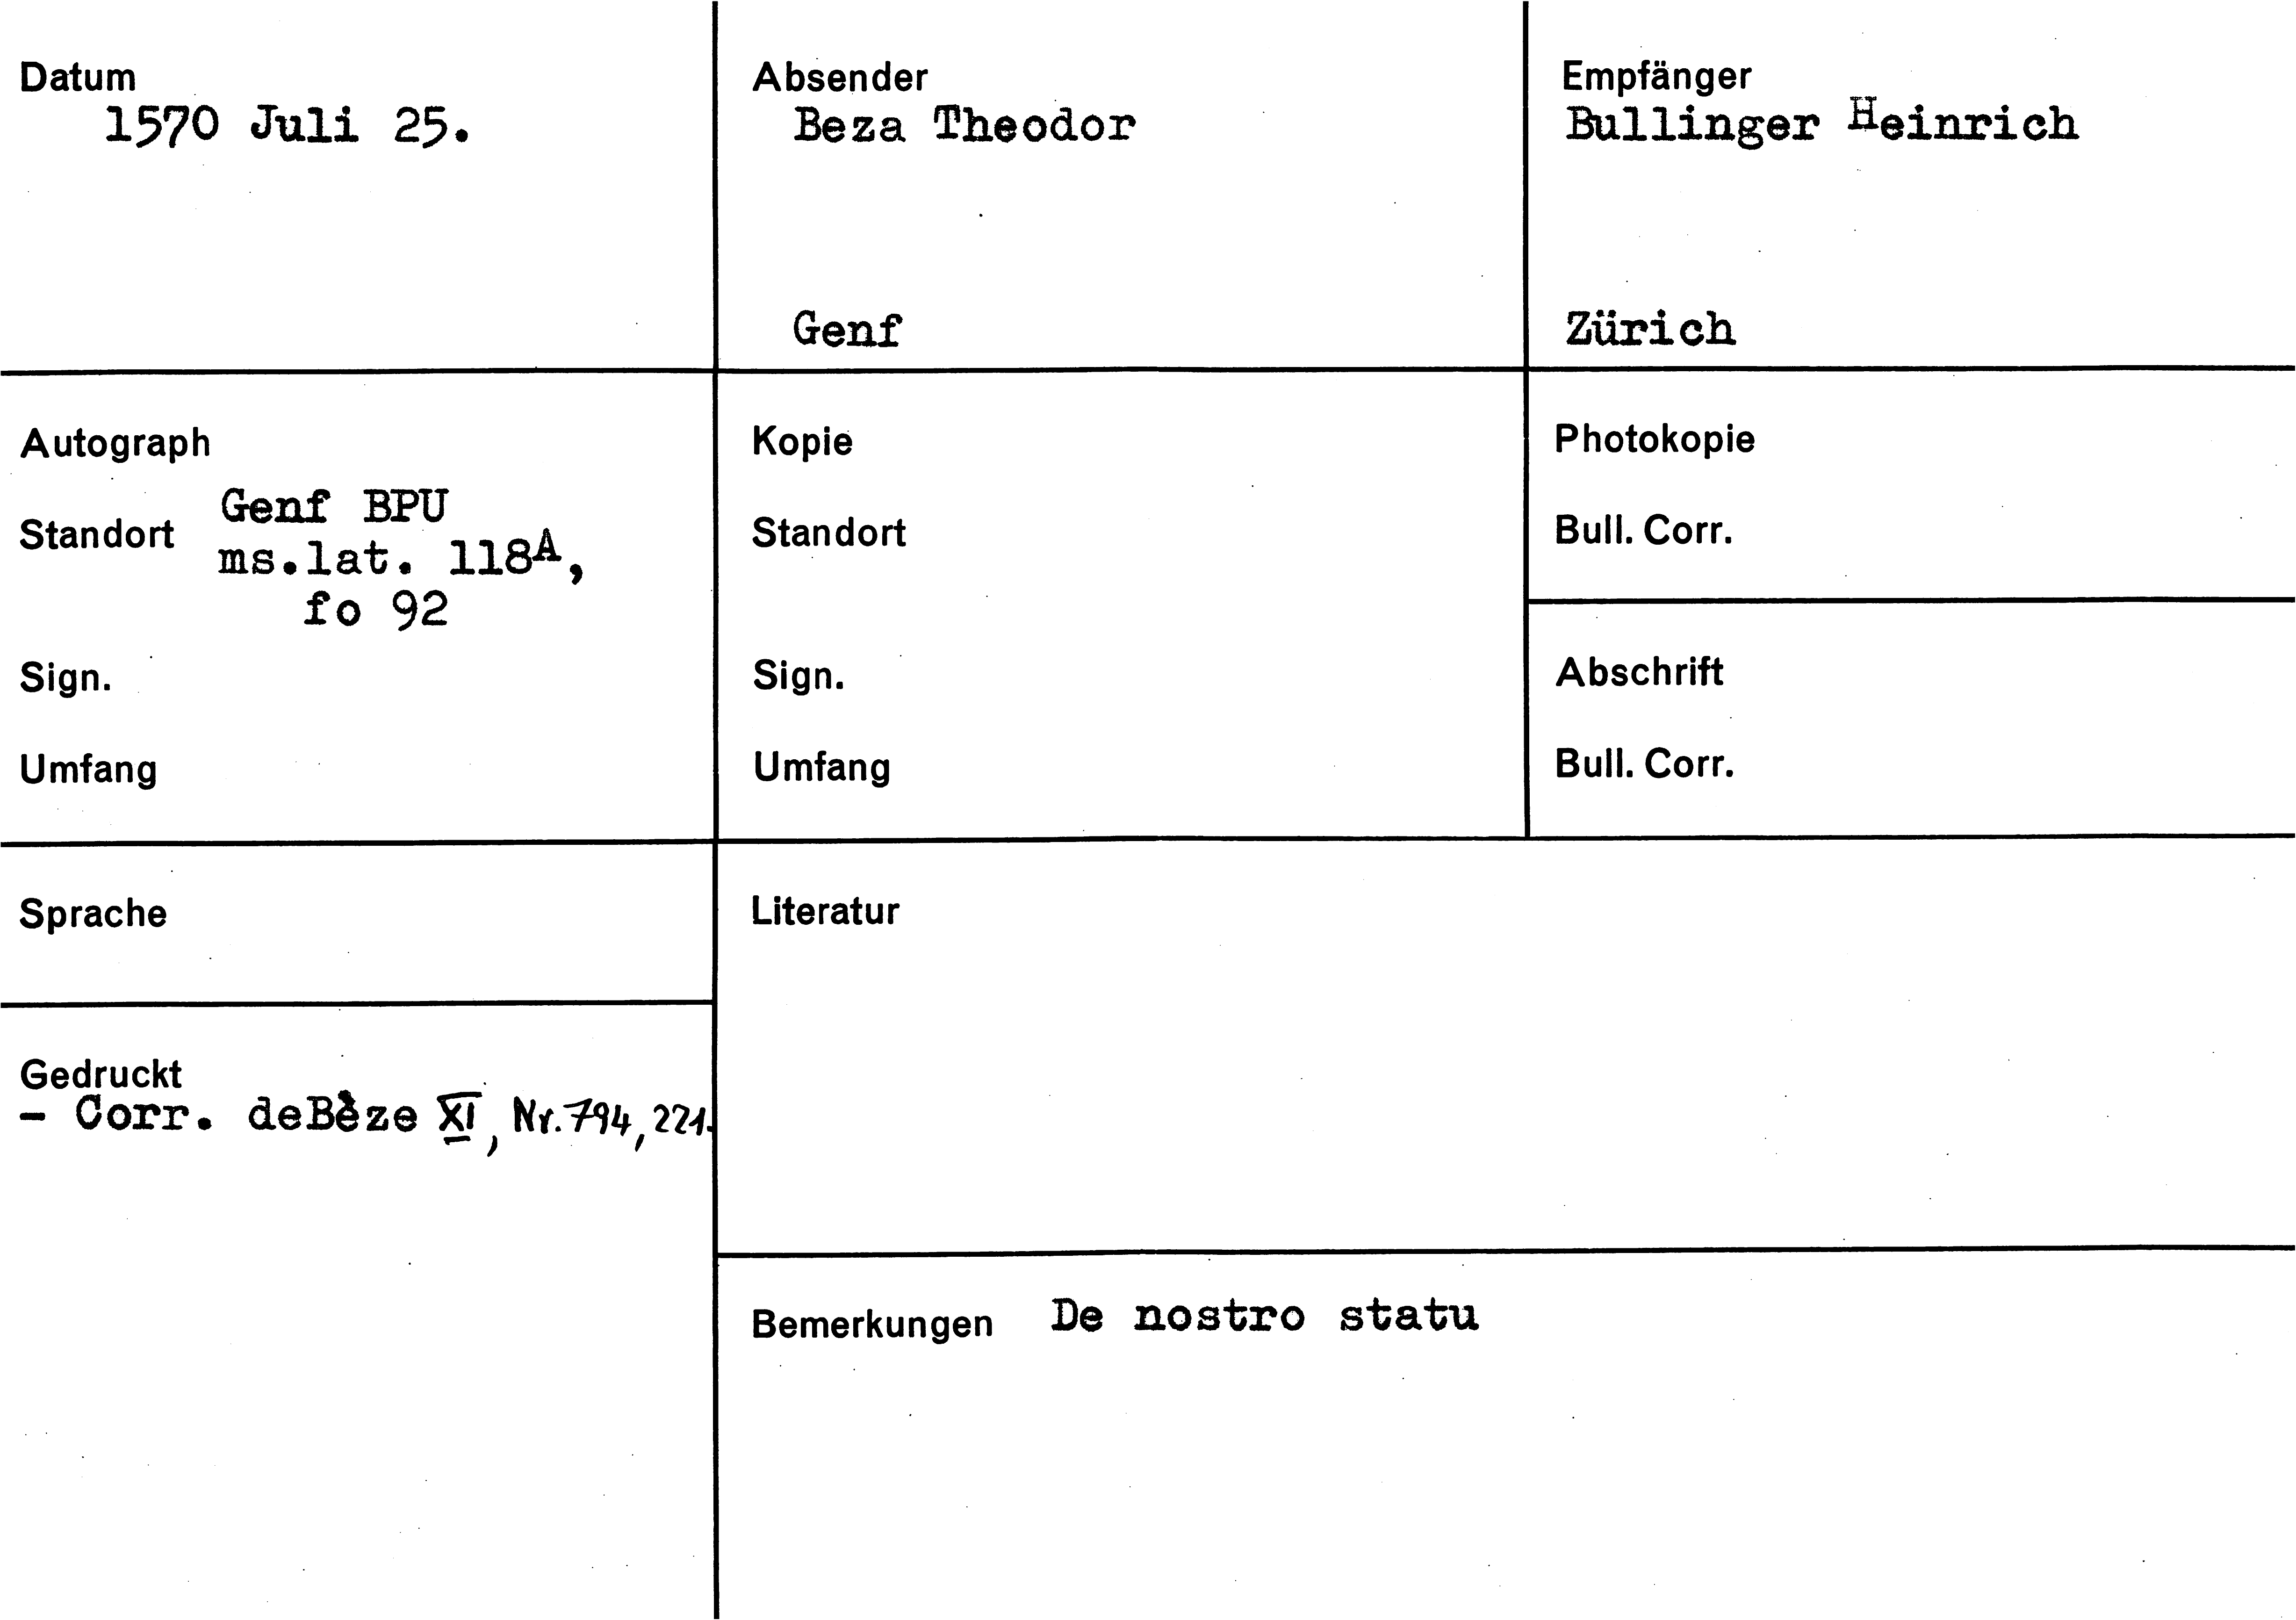 Datum
1570 Juli 25.
Absender
Beza Theodor
Genf
Empfänger
Bullinger Heinrich
Zürich
Autograph
Standort Genf BPU
ms.lat. 118A,
fo 92
Sign.
Umfang
Kopie
Standort
Sign.
Umfang
Photokopie
Bull. Corr.
Abschrift
Bull. Corr.
Sprache
Gedruckt
- Corr. deBèze XI, Nr. 794, 221.
Literatur
Bemerkungen De nostro statu